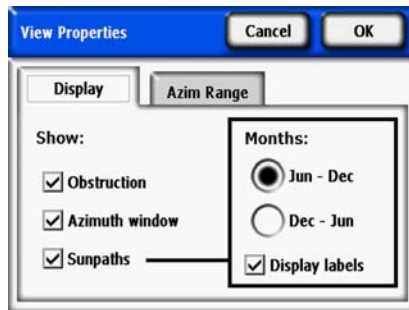 View Properties
Cancel
OK
Display
Azim Range
Show:
Obstruction
Azimuth window
Sunpaths
Months:
Jun - Dec
Dec - Jun
Display labels